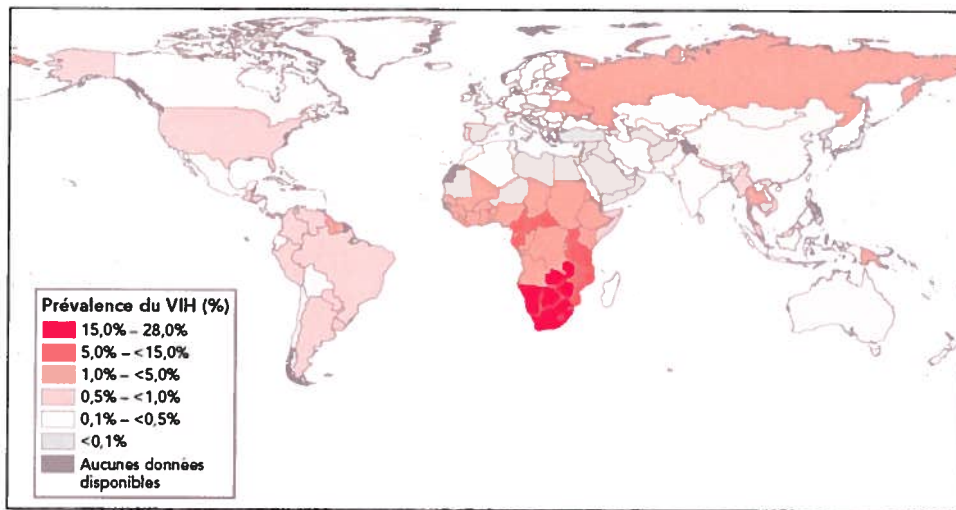 Prévalence du VIH (%)
15,0% – 28,0%
5,0% – <15,0%
1,0% – <5,0%
0,5% – <1,0%
0,1% – <0,5%
<0,1%
Aucunes données
disponibles